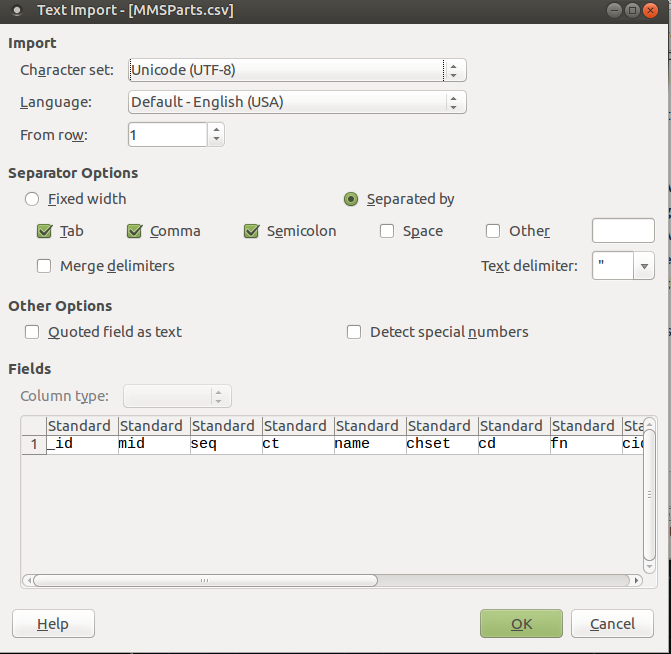 Text Import - [MMSParts.csv]
Import
Character set: Unicode (UTF-8)
Language: Default - English (USA)
From row: 1
Separator Options
Fixed width Separated by
Tab Comma Semicolon Space Other
Merge delimiters Text delimiter: "
Other Options
Quoted field as text Detect special numbers
Fields
Column type:
Standard Standard Standard Standard Standard Standard Standard Standard Sta
1 _id mid seq ct name chset cd fn cid
Help OK Cancel